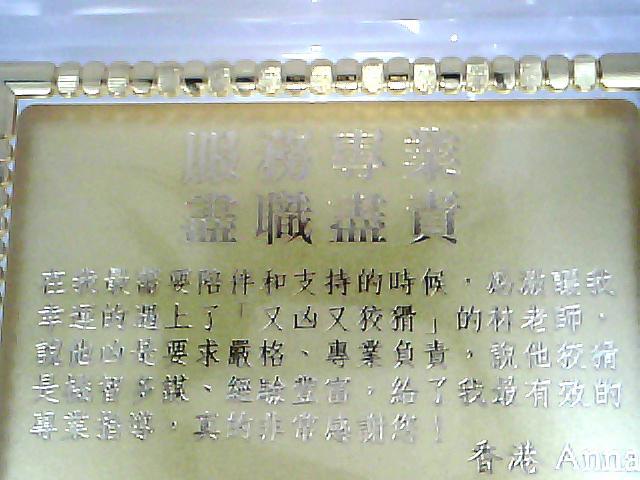 服務專業
盡職盡責
在我最需要陪件和支持的時候，感激讓我
幸運的遇上了「又凶又狡猾」的林老師，
說他凶是要求嚴格、專業負責，說他狡猾
是機智多謀、經驗豐富，給了我最有效的
專業指導，真的非常感謝您！
香港 Anna